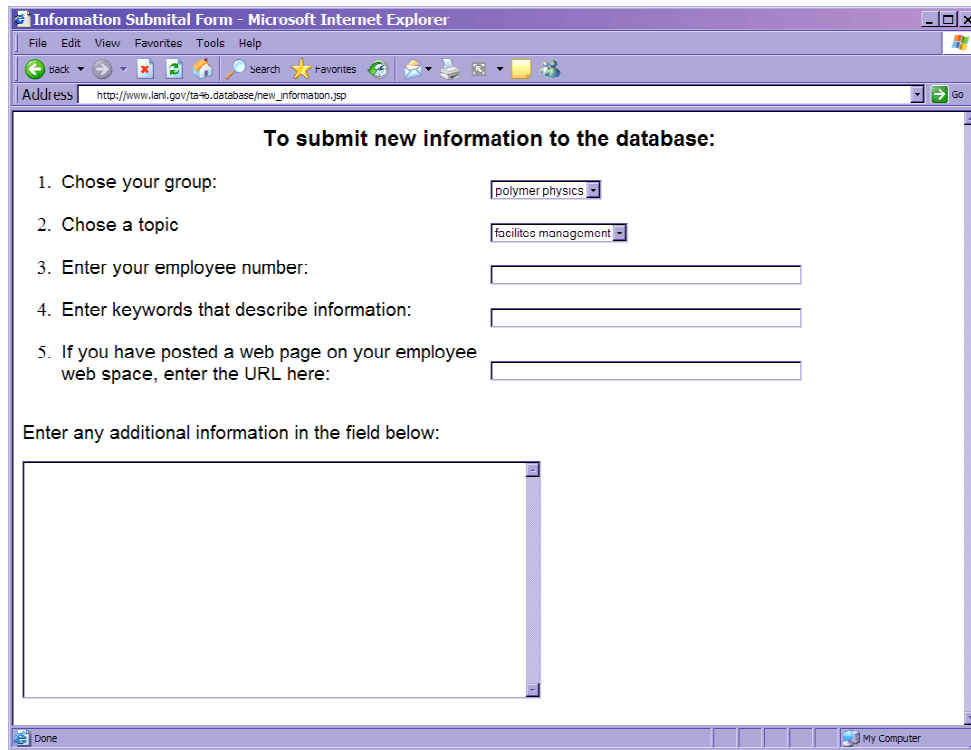 Information Submital Form - Microsoft Internet Explorer
File Edit View Favorites Tools Help
Back Search Favorites
Address http://www.lanl.gov/ta46.database/new_information.jsp Go
To submit new information to the database:
1. Chose your group: polymer physics
2. Chose a topic facilites management
3. Enter your employee number:
4. Enter keywords that describe information:
5. If you have posted a web page on your employee
web space, enter the URL here:
Enter any additional information in the field below:
Done My Computer